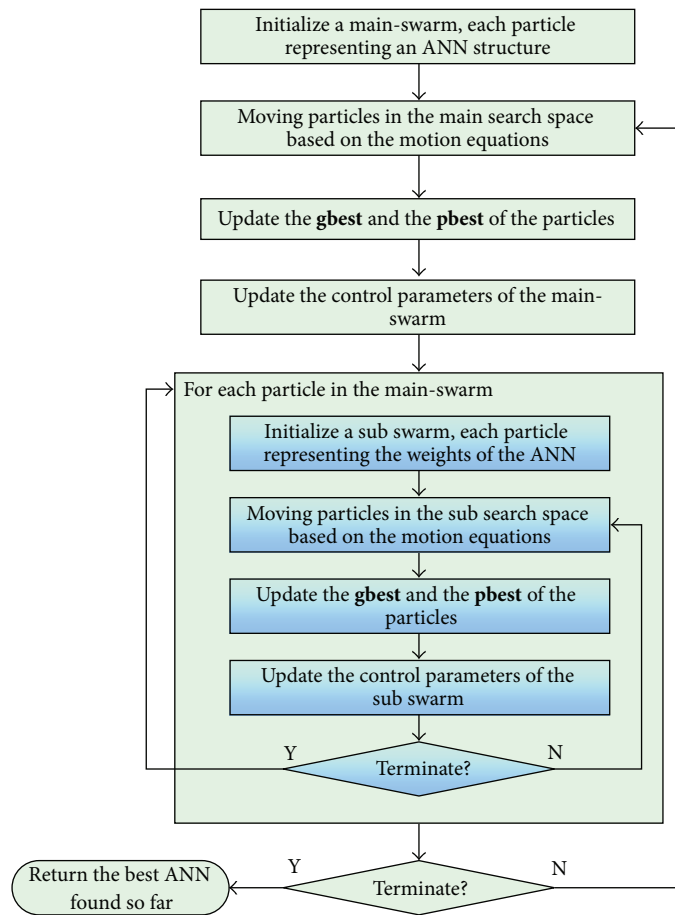 Initialize a main-swarm, each particle
representing an ANN structure
Moving particles in the main search space
based on the motion equations
Update the gbest and the pbest of the particles
Update the control parameters of the main-
swarm
For each particle in the main-swarm
Initialize a sub swarm, each particle
representing the weights of the ANN
Moving particles in the sub search space
based on the motion equations
Update the gbest and the pbest of the
particles
Update the control parameters of the
sub swarm
Y
N
Terminate?
Y
N
Return the best ANN
found so far
Terminate?